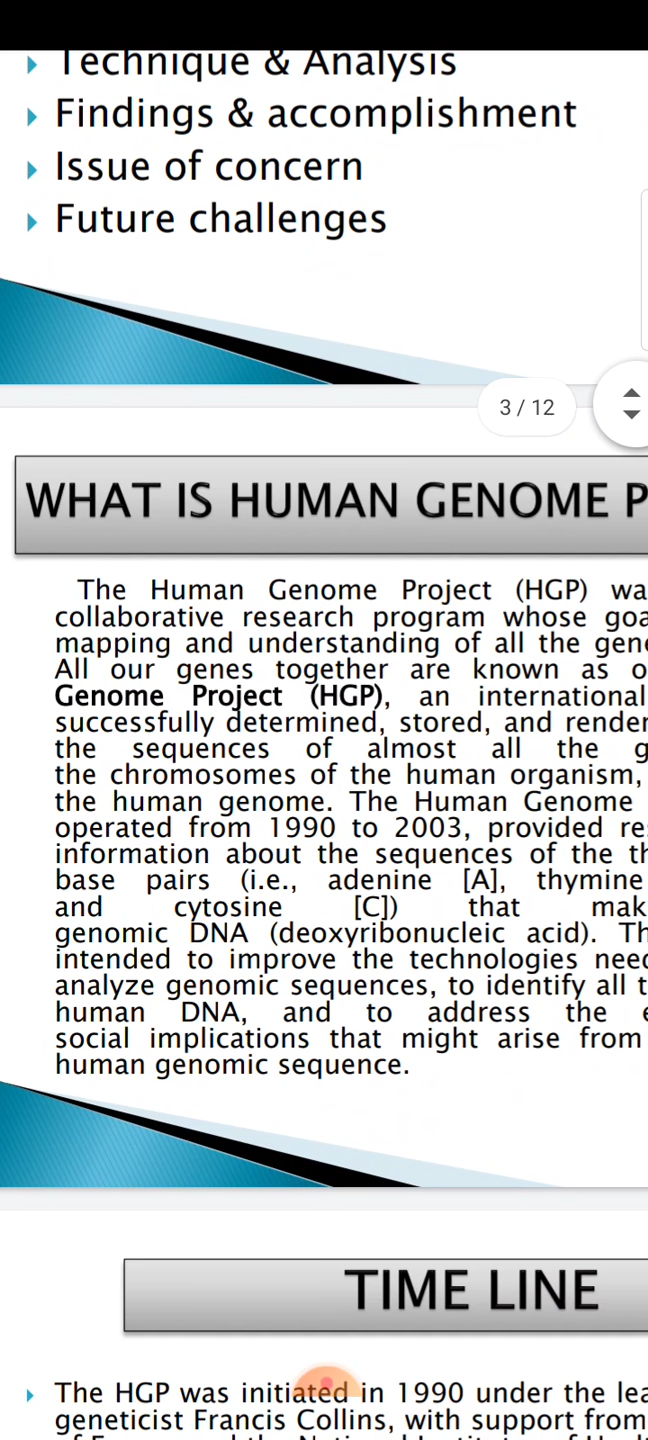 Technique & Analysis
Findings & accomplishment
Issue of concern
Future challenges
3 / 12
WHAT IS HUMAN GENOME P
The Human Genome Project (HGP) wa
collaborative research program whose goa
mapping and understanding of all the gene
All our genes together are known as o
Genome Project (HGP), an international
successfully determined, stored, and render
the sequences of almost all the g
the chromosomes of the human organism,
the human genome. The Human Genome
operated from 1990 to 2003, provided res
information about the sequences of the th
base pairs (i.e., adenine [A], thymine
and cytosine [C]) that mak
genomic DNA (deoxyribonucleic acid). Th
intended to improve the technologies need
analyze genomic sequences, to identify all t
human DNA, and to address the e
social implications that might arise from
human genomic sequence.
TIME LINE
The HGP was initiated in 1990 under the lea
geneticist Francis Collins, with support from